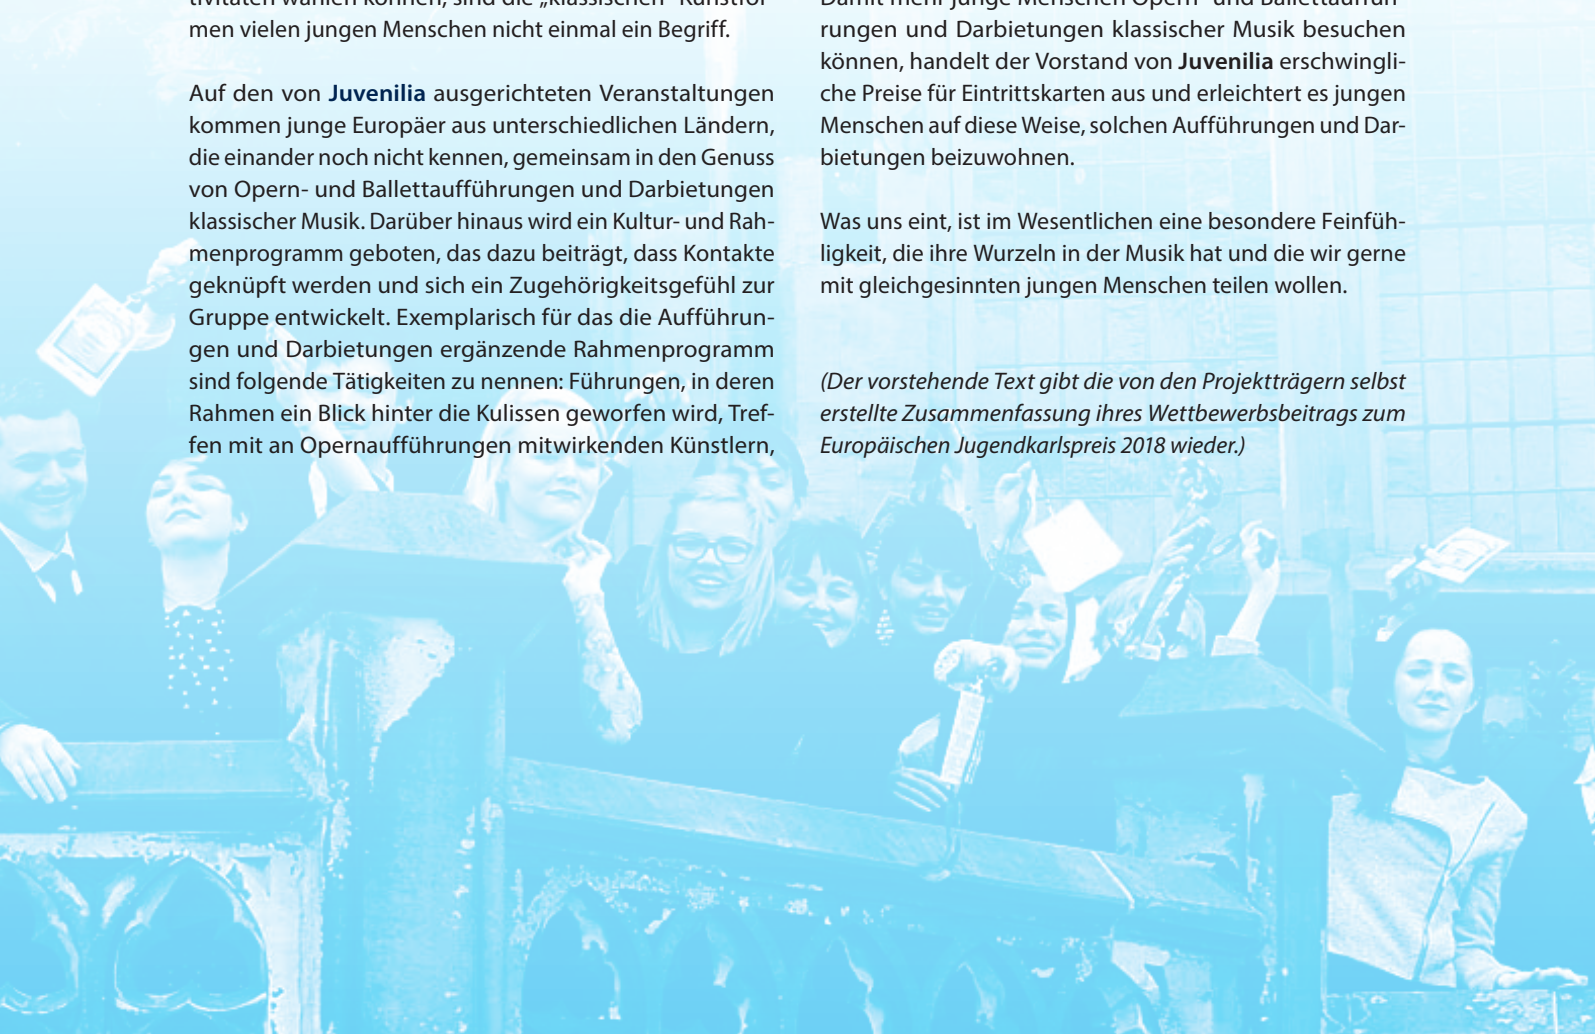 men vielen jungen Menschen nicht einmal ein Begriff.
Auf den von Juvenilia ausgerichteten Veranstaltungen
kommen junge Europäer aus unterschiedlichen Ländern,
die einander noch nicht kennen, gemeinsam in den Genuss
von Opern- und Ballettaufführungen und Darbietungen
klassischer Musik. Darüber hinaus wird ein Kultur- und Rah-
menprogramm geboten, das dazu beiträgt, dass Kontakte
geknüpft werden und sich ein Zugehörigkeitsgefühl zur
Gruppe entwickelt. Exemplarisch für das die Aufführun-
gen und Darbietungen ergänzende Rahmenprogramm
sind folgende Tätigkeiten zu nennen: Führungen, in deren
Rahmen ein Blick hinter die Kulissen geworfen wird, Tref-
fen mit an Opernaufführungen mitwirkenden Künstlern,
Damit mehr junge Menschen Opern- und Ballettauffüh-
rungen und Darbietungen klassischer Musik besuchen
können, handelt der Vorstand von Juvenilia erschwingli-
che Preise für Eintrittskarten aus und erleichtert es jungen
Menschen auf diese Weise, solchen Aufführungen und Dar-
bietungen beizuwohnen.
Was uns eint, ist im Wesentlichen eine besondere Feinfüh-
ligkeit, die ihre Wurzeln in der Musik hat und die wir gerne
mit gleichgesinnten jungen Menschen teilen wollen.
(Der vorstehende Text gibt die von den Projektträgern selbst
erstellte Zusammenfassung ihres Wettbewerbsbeitrags zum
Europäischen Jugendkarlspreis 2018 wieder.)